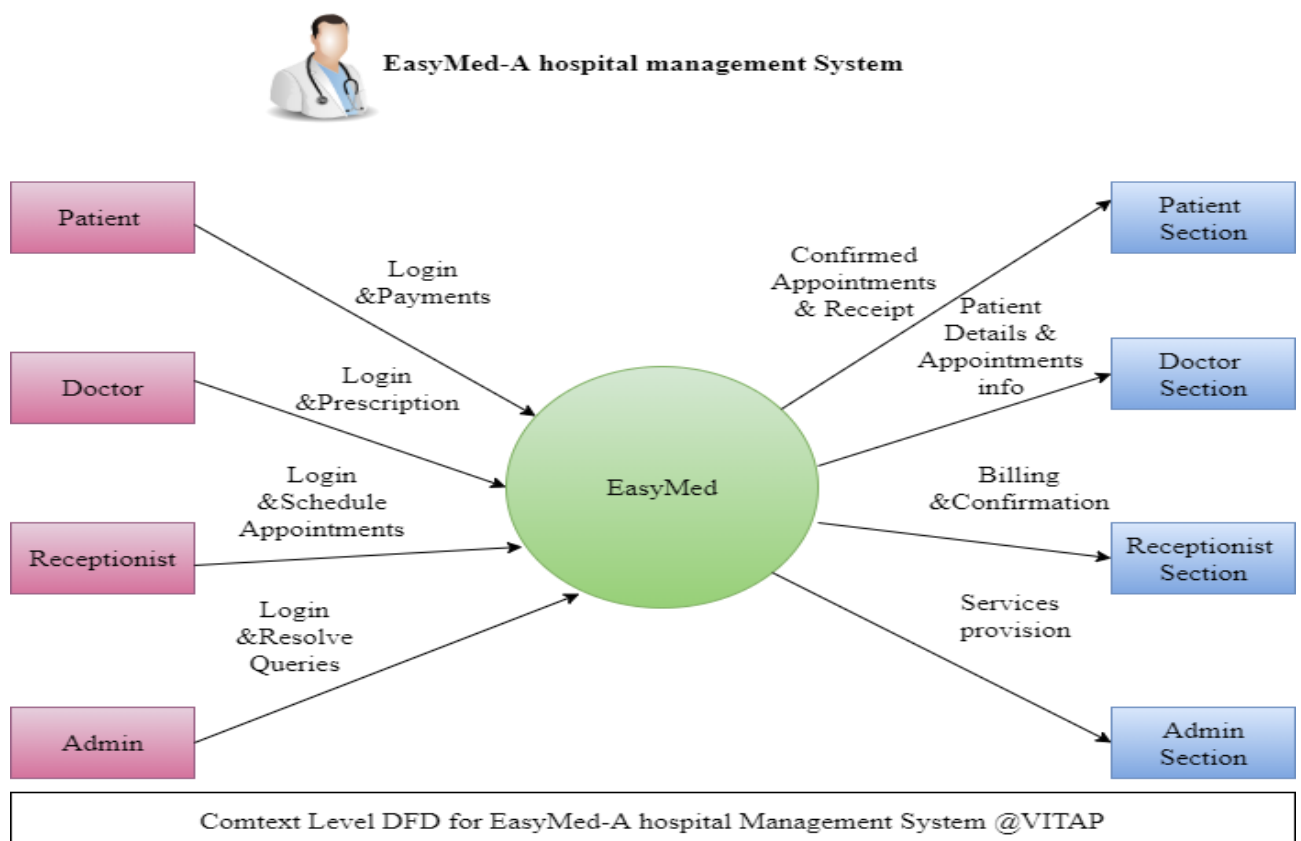 EasyMed-A hospital management System
Patient
Login
&Payments
Confirmed
Appointments
& Receipt
Patient
Section
Doctor
Login
&Prescription
Patient
Details &
Appointments
info
Doctor
Section
EasyMed
Receptionist
Login
&Schedule
Appointments
Billing
&Confirmation
Receptionist
Section
Admin
Login
&Resolve
Queries
Services
provision
Admin
Section
Comtext Level DFD for EasyMed-A hospital Management System @VITAP